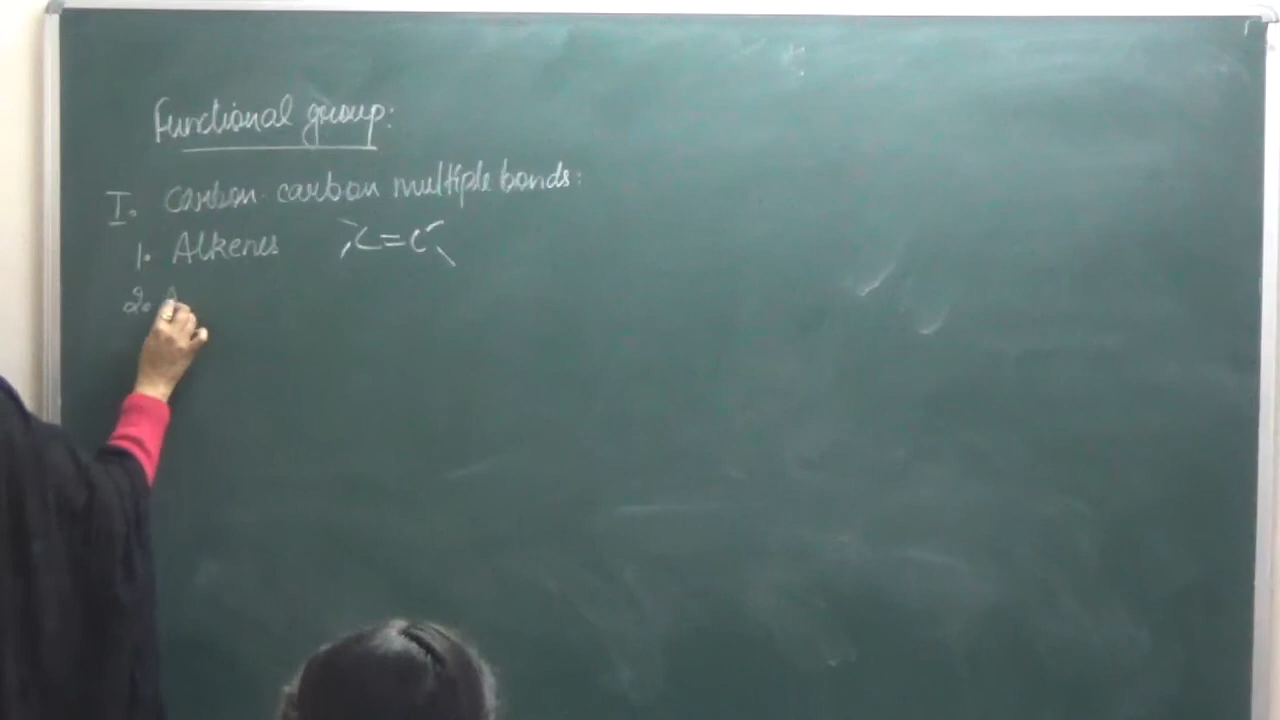 Functional group:
I. Carbon-carbon multiple bonds:
1. Alkenes >C=C<
2. A